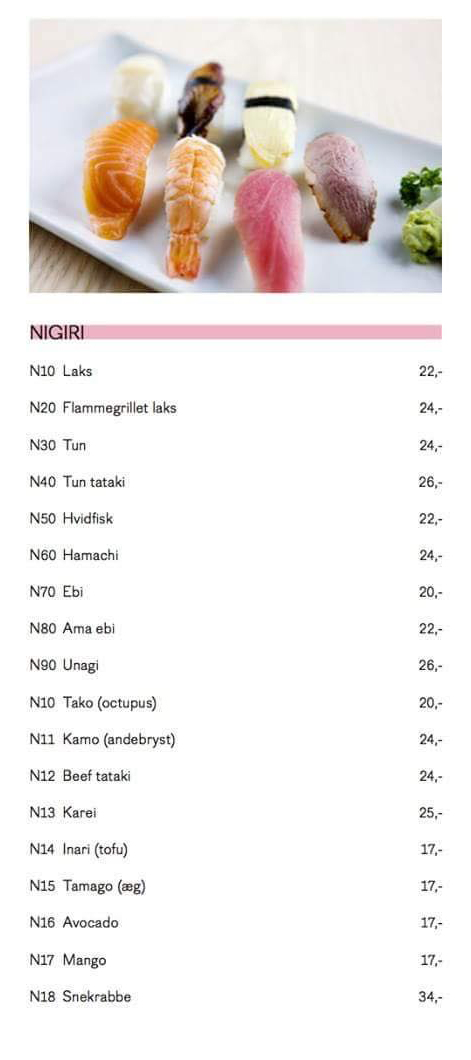 NIGIRI
N10 Laks 22,-
N20 Flammegrillet laks 24,-
N30 Tun 24,-
N40 Tun tataki 26,-
N50 Hvidfisk 22,-
N60 Hamachi 24,-
N70 Ebi 20,-
N80 Ama ebi 22,-
N90 Unagi 26,-
N10 Tako (octupus) 20,-
N11 Kamo (andebryst) 24,-
N12 Beef tataki 24,-
N13 Karei 25,-
N14 Inari (tofu) 17,-
N15 Tamago (æg) 17,-
N16 Avocado 17,-
N17 Mango 17,-
N18 Snekrabbe 34,-